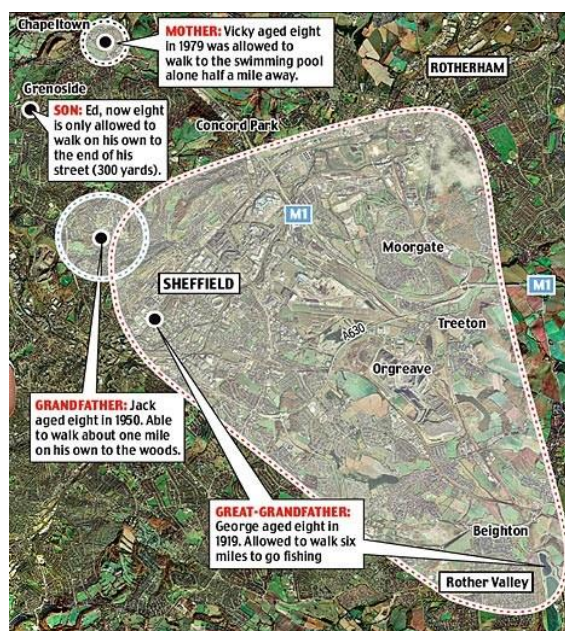 Chapeltown
MOTHER: Vicky aged eight
in 1979 was allowed to
walk to the swimming pool
alone half a mile away.
ROTHERHAM
Grenoside
SON: Ed, now eight
is only allowed to
walk on his own to
the end of his
street (300 yards).
Concord Park
M1
Moorgate
SHEFFIELD
M1
Treeton
A630
Orgreave
GRANDFATHER: Jack
aged eight in 1950. Able
to walk about one mile
on his own to the woods.
GREAT-GRANDFATHER:
George aged eight in
1919. Allowed to walk six
miles to go fishing
Beighton
Rother Valley